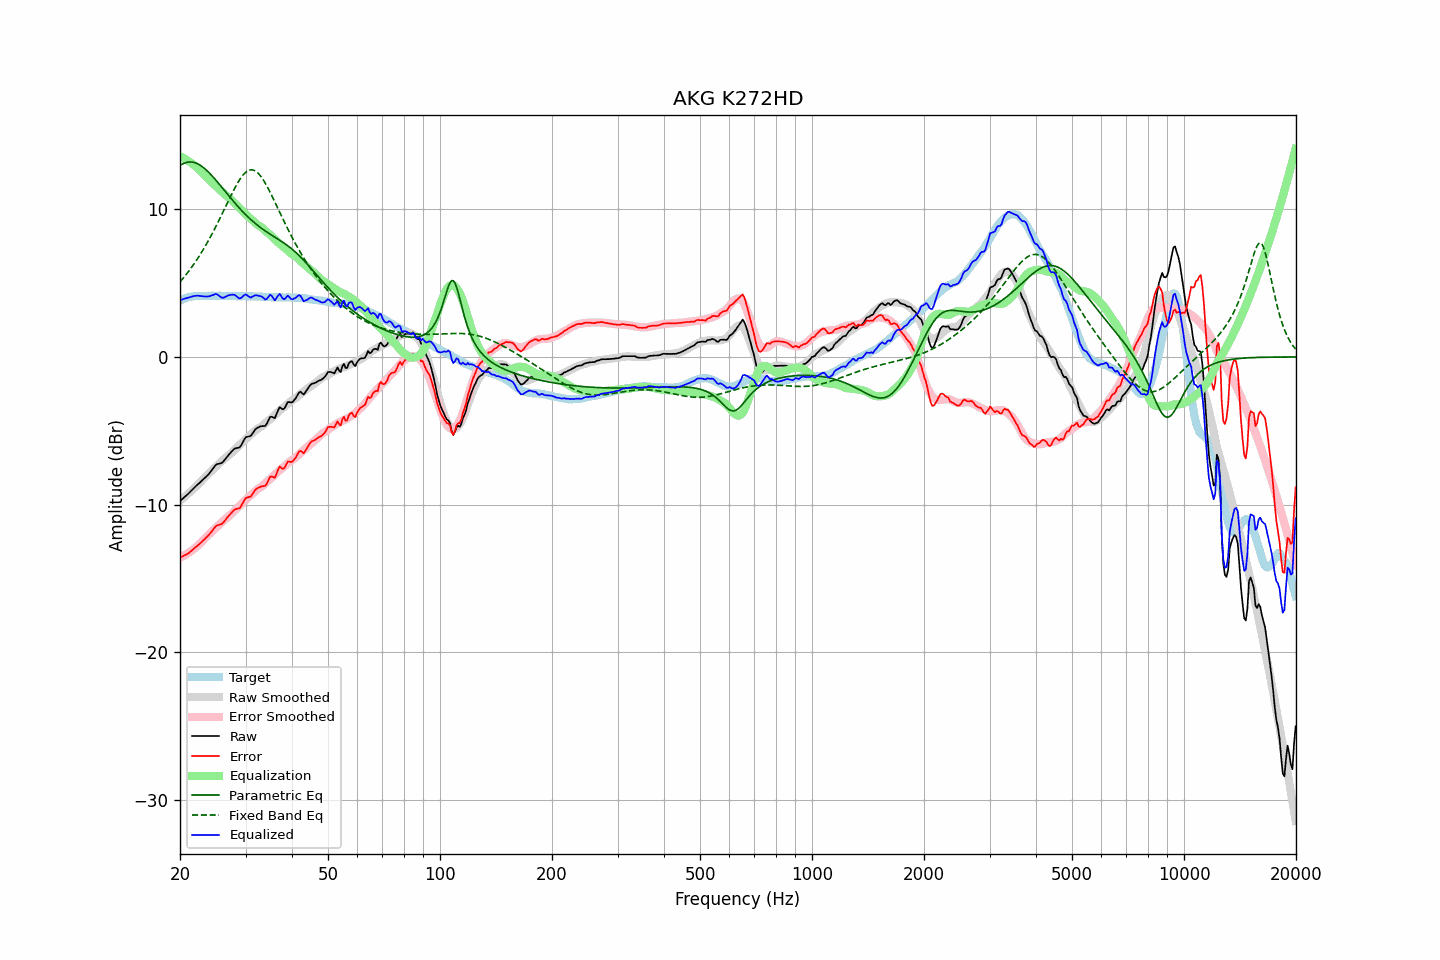 AKG K272HD
10
0
−10
−20
−30
Amplitude (dBr)
Target
Raw Smoothed
Error Smoothed
Raw
Error
Equalization
Parametric Eq
Fixed Band Eq
Equalized
20 50 100 200 500 1000 2000 5000 10000 20000
Frequency (Hz)